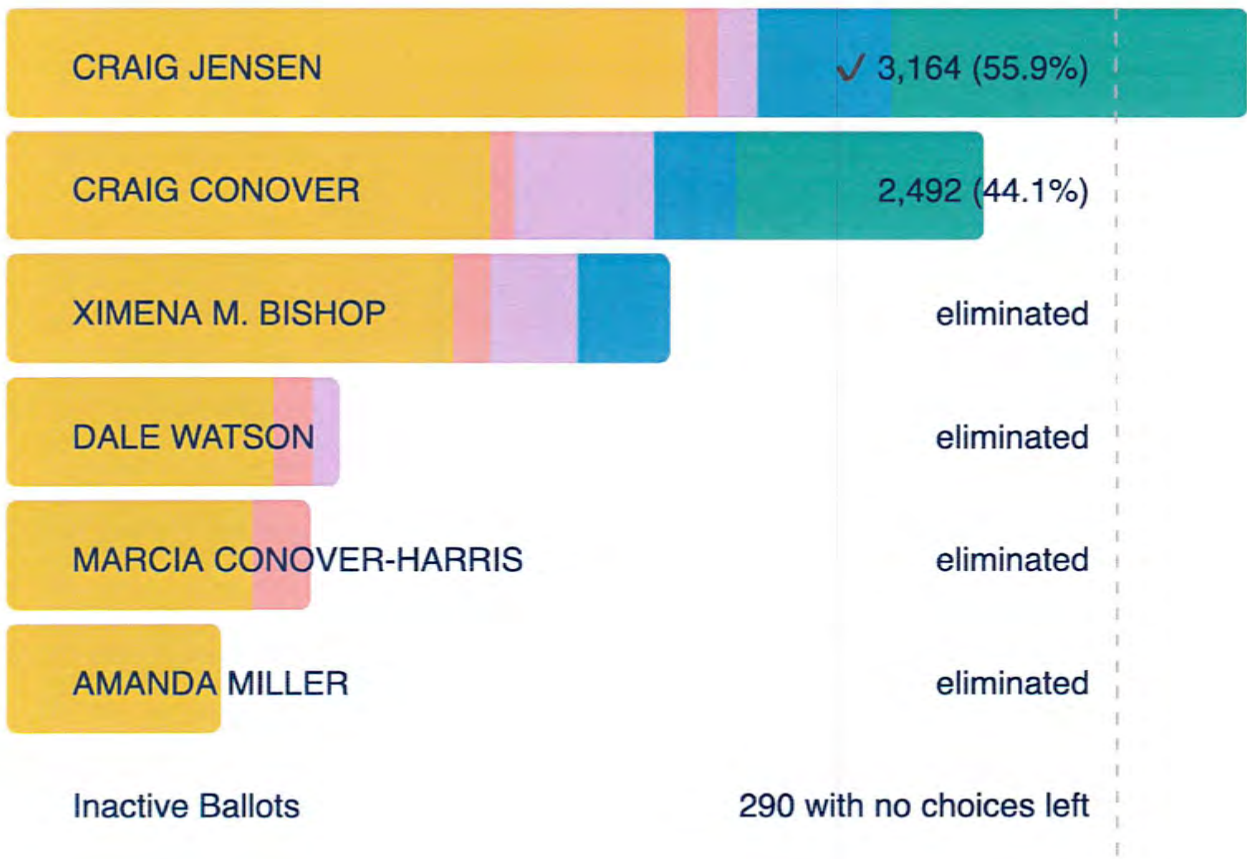 CRAIG JENSEN ✓ 3,164 (55.9%)
CRAIG CONOVER 2,492 (44.1%)
XIMENA M. BISHOP eliminated
DALE WATSON eliminated
MARCIA CONOVER-HARRIS eliminated
AMANDA MILLER eliminated
Inactive Ballots 290 with no choices left